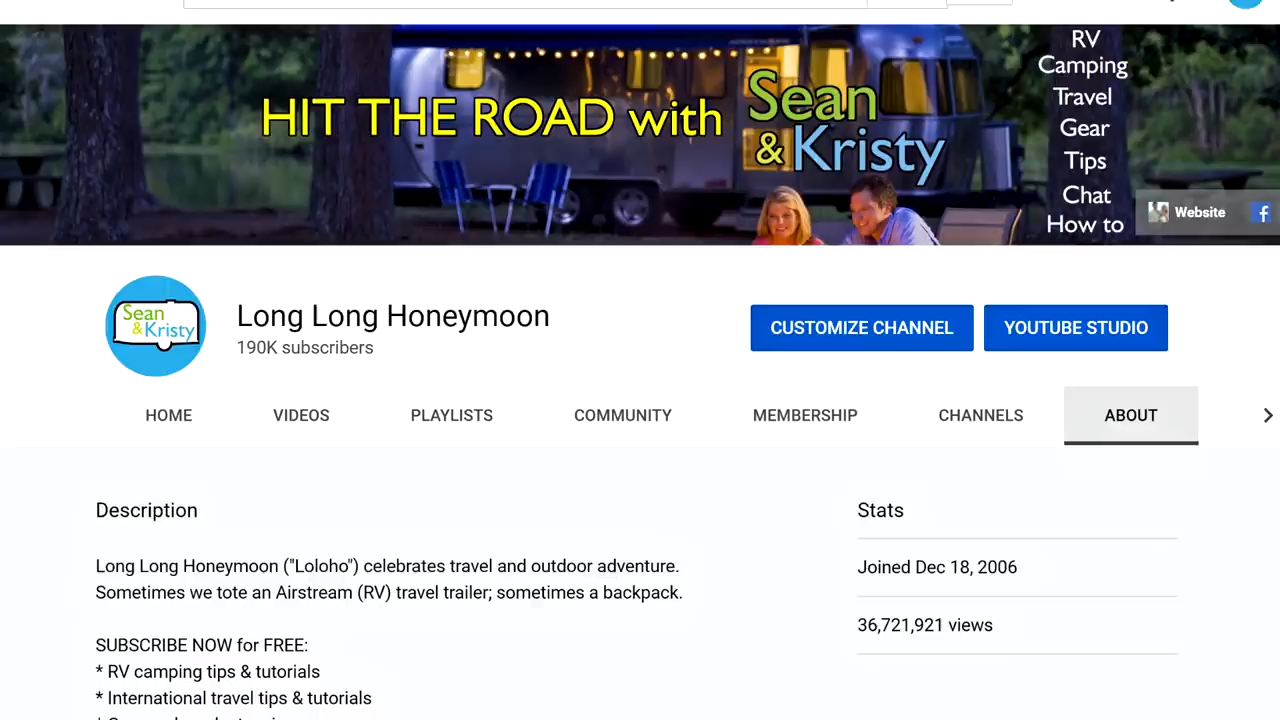 HIT THE ROAD with
Sean
& Kristy
RV
Camping
Travel
Gear
Tips
Chat
How to
Website
Sean
& Kristy
Long Long Honeymoon
190K subscribers
CUSTOMIZE CHANNEL
YOUTUBE STUDIO
HOME
VIDEOS
PLAYLISTS
COMMUNITY
MEMBERSHIP
CHANNELS
ABOUT
Description
Long Long Honeymoon ("Loloho") celebrates travel and outdoor adventure.
Sometimes we tote an Airstream (RV) travel trailer; sometimes a backpack.
SUBSCRIBE NOW for FREE:
* RV camping tips & tutorials
* International travel tips & tutorials
Stats
Joined Dec 18, 2006
36,721,921 views